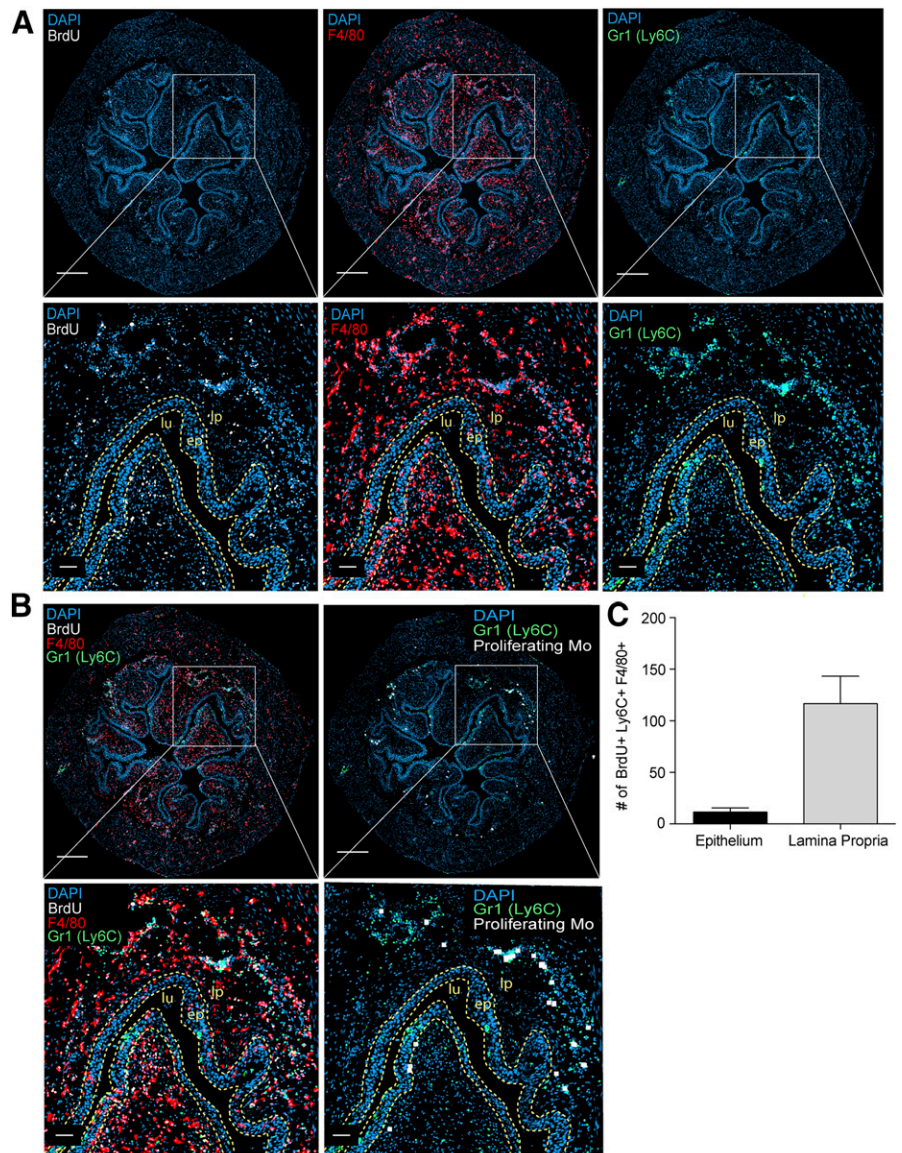 A
DAPI
BrdU
DAPI
F4/80
DAPI
Gr1 (Ly6C)
DAPI
BrdU
lu
ep
lp
DAPI
F4/80
lu
ep
lp
DAPI
Gr1 (Ly6C)
lu
ep
lp
B
DAPI
BrdU
F4/80
Gr1 (Ly6C)
DAPI
Gr1 (Ly6C)
Proliferating Mo
DAPI
BrdU
F4/80
Gr1 (Ly6C)
lu
ep
lp
DAPI
Gr1 (Ly6C)
Proliferating Mo
lu
ep
lp
C
# of BrdU+ Ly6C+ F4/80+
200
150
100
50
0
Epithelium
Lamina Propria